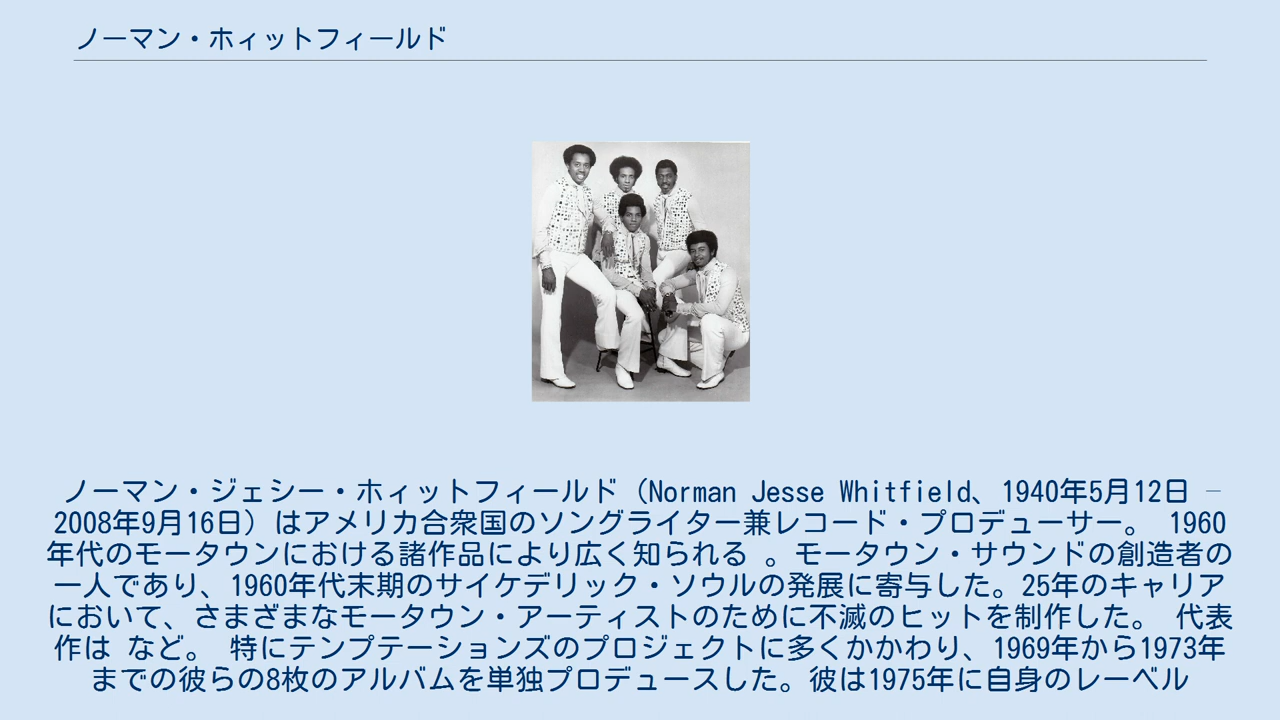 ノーマン・ホィットフィールド
ノーマン・ジェシー・ホィットフィールド（Norman Jesse Whitfield、1940年5月12日 –
2008年9月16日）はアメリカ合衆国のソングライター兼レコード・プロデューサー。 1960
年代のモータウンにおける諸作品により広く知られる 。モータウン・サウンドの創造者の
一人であり、1960年代末期のサイケデリック・ソウルの発展に寄与した。25年のキャリア
において、さまざまなモータウン・アーティストのために不滅のヒットを制作した。 代表
作は など。 特にテンプテーションズのプロジェクトに多くかかわり、1969年から1973年
までの彼らの8枚のアルバムを単独プロデュースした。彼は1975年に自身のレーベル